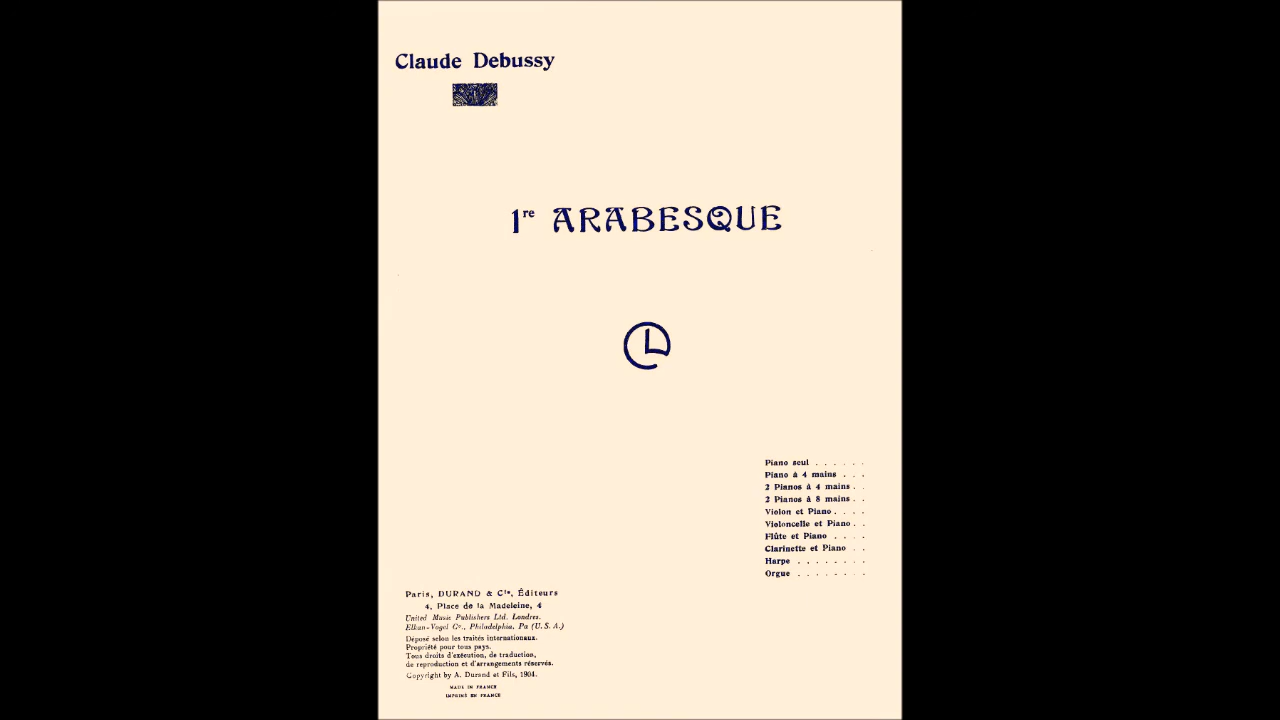 Claude Debussy
1re ARABESQUE
Piano seul . . . . . .
Piano à 4 mains . . .
2 Pianos à 4 mains . .
2 Pianos à 8 mains . .
Violon et Piano . . . .
Violoncelle et Piano . .
Flûte et Piano . . . .
Clarinette et Piano . .
Harpe . . . . . . . .
Orgue . . . . . . . .
Paris, DURAND & Cie, Éditeurs
4, Place de la Madeleine, 4
United Music Publishers Ltd. Londres.
Elkan-Vogel Co., Philadelphia, Pa (U. S. A.)
Déposé selon les traités internationaux.
Propriété pour tous pays.
Tous droits d'exécution, de traduction,
de reproduction et d'arrangements réservés.
Copyright by A. Durand et Fils, 1904.
MADE IN FRANCE
IMPRIMÉ EN FRANCE